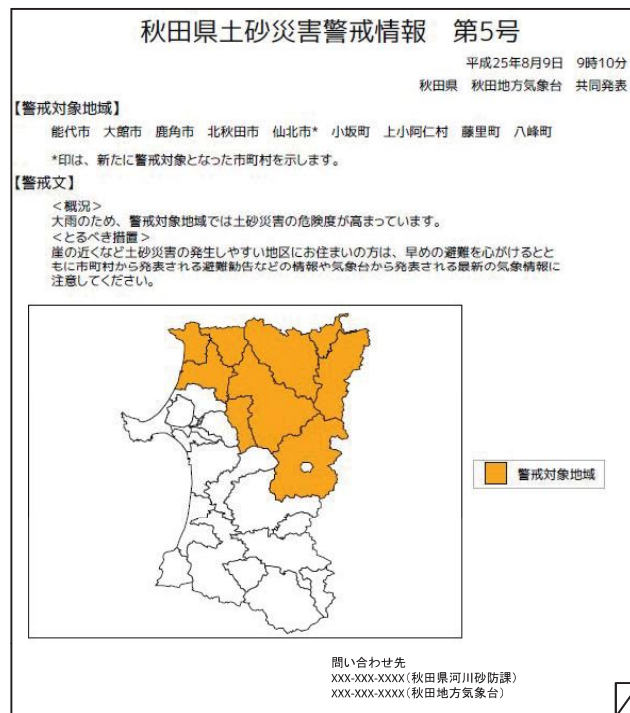 秋田県土砂災害警戒情報　第5号
平成25年8月9日　9時10分
秋田県　秋田地方気象台　共同発表
【警戒対象地域】
能代市　大館市　鹿角市　北秋田市　仙北市*　小坂町　上小阿仁村　藤里町　八峰町
*印は、新たに警戒対象となった市町村を示します。
【警戒文】
＜概況＞
大雨のため、警戒対象地域では土砂災害の危険度が高まっています。
＜とるべき措置＞
崖の近くなど土砂災害の発生しやすい地区にお住まいの方は、早めの避難を心がけるとと
もに市町村から発表される避難勧告などの情報や気象台から発表される最新の気象情報に
注意してください。
警戒対象地域
問い合わせ先
XXX-XXX-XXXX(秋田県河川砂防課)
XXX-XXX-XXXX(秋田地方気象台)